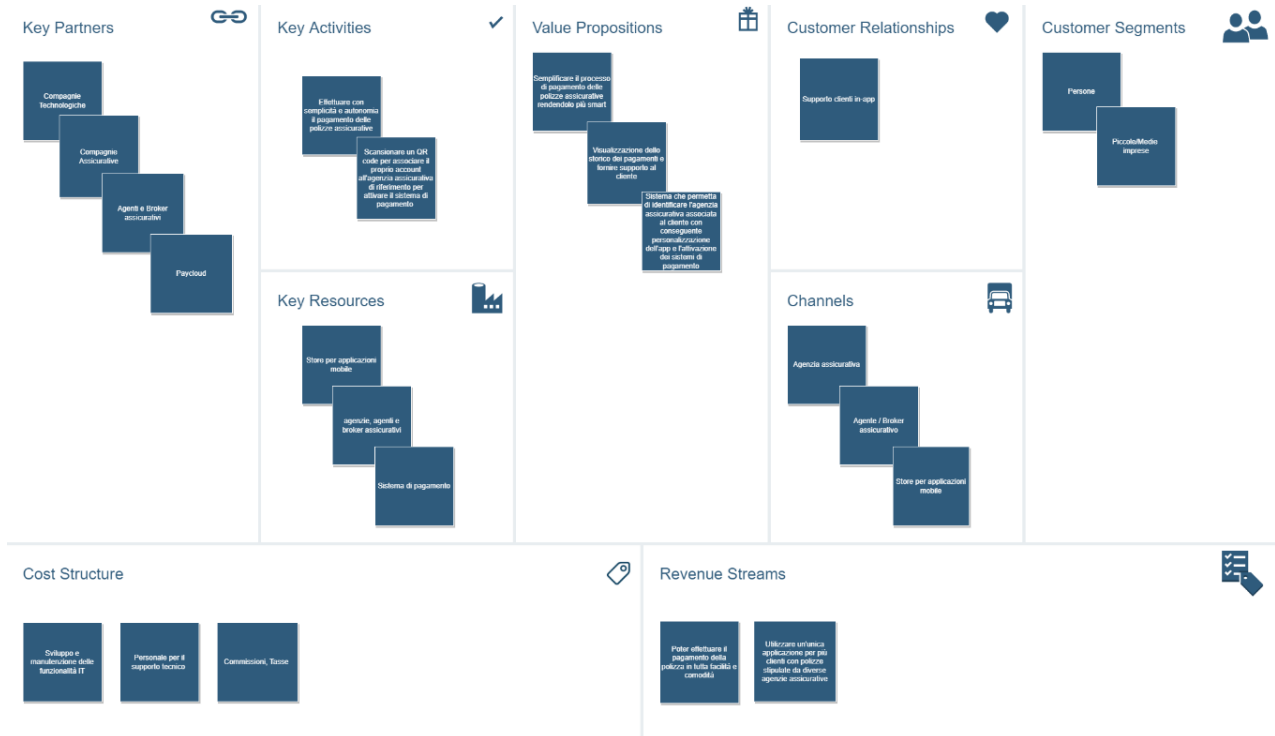 Key Partners
Compagnie
Technologiche
Compagnie
Assicurative
Agenti e Broker
assicurativi
Paycloud
Key Activities
Effettuare con
semplicità e autonomia
il pagamento delle
polizze assicurative
Scansionare un QR
code per associare il
proprio account
all'agenzia assicurativa
di riferimento per
attivare il sistema di
pagamento
Key Resources
Store per applicazioni
mobile
agenzie, agenti e
broker assicurativi
Sistema di pagamento
Value Propositions
Semplificare il processo
di pagamento delle
polizze assicurative
rendendolo più smart
Visualizzazione dello
storico dei pagamenti e
fornire supporto al
cliente
Sistema che permetta
di identificare l'agenzia
assicurativa associata
al cliente con
conseguente
personalizzazione
dell'app e l'attivazione
dei sistemi di
pagamento
Customer Relationships
Supporto clienti in-app
Channels
Agenzia assicurativa
Agente / Broker
assicurativo
Store per applicazioni
mobile
Customer Segments
Persone
Piccole/Medie
imprese
Cost Structure
Sviluppo e
manutenzione delle
funzionalità IT
Personale per il
supporto tecnico
Commissioni, Tasse
Revenue Streams
Poter effettuare il
pagamento della
polizza in tutta facilità e
comodità
Utilizzare un'unica
applicazione per più
clienti con polizze
stipulate da diverse
agenzie assicurative